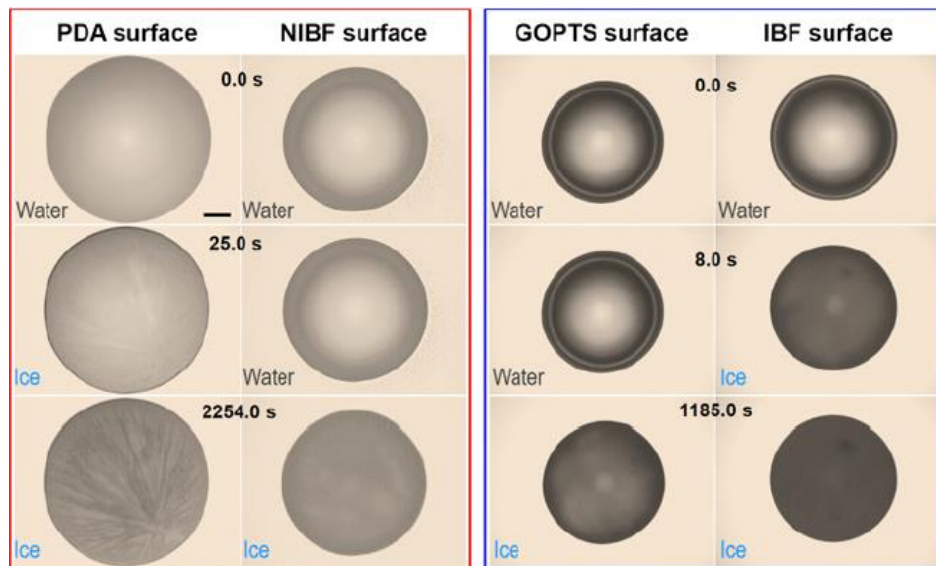 PDA surface NIBF surface GOPTS surface IBF surface
0.0 s 0.0 s
Water Water Water Water
25.0 s 8.0 s
Ice Water Water Ice
2254.0 s 1185.0 s
Ice Ice Ice Ice